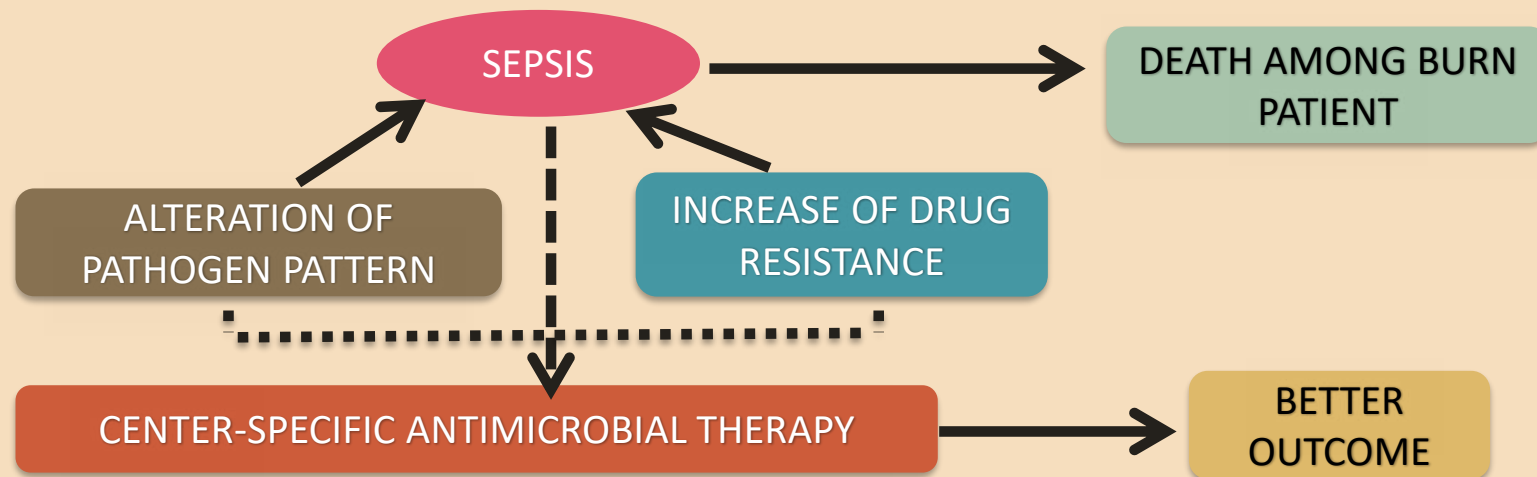 SEPSIS
DEATH AMONG BURN
PATIENT
ALTERATION OF
PATHOGEN PATTERN
INCREASE OF DRUG
RESISTANCE
CENTER-SPECIFIC ANTIMICROBIAL THERAPY
BETTER
OUTCOME